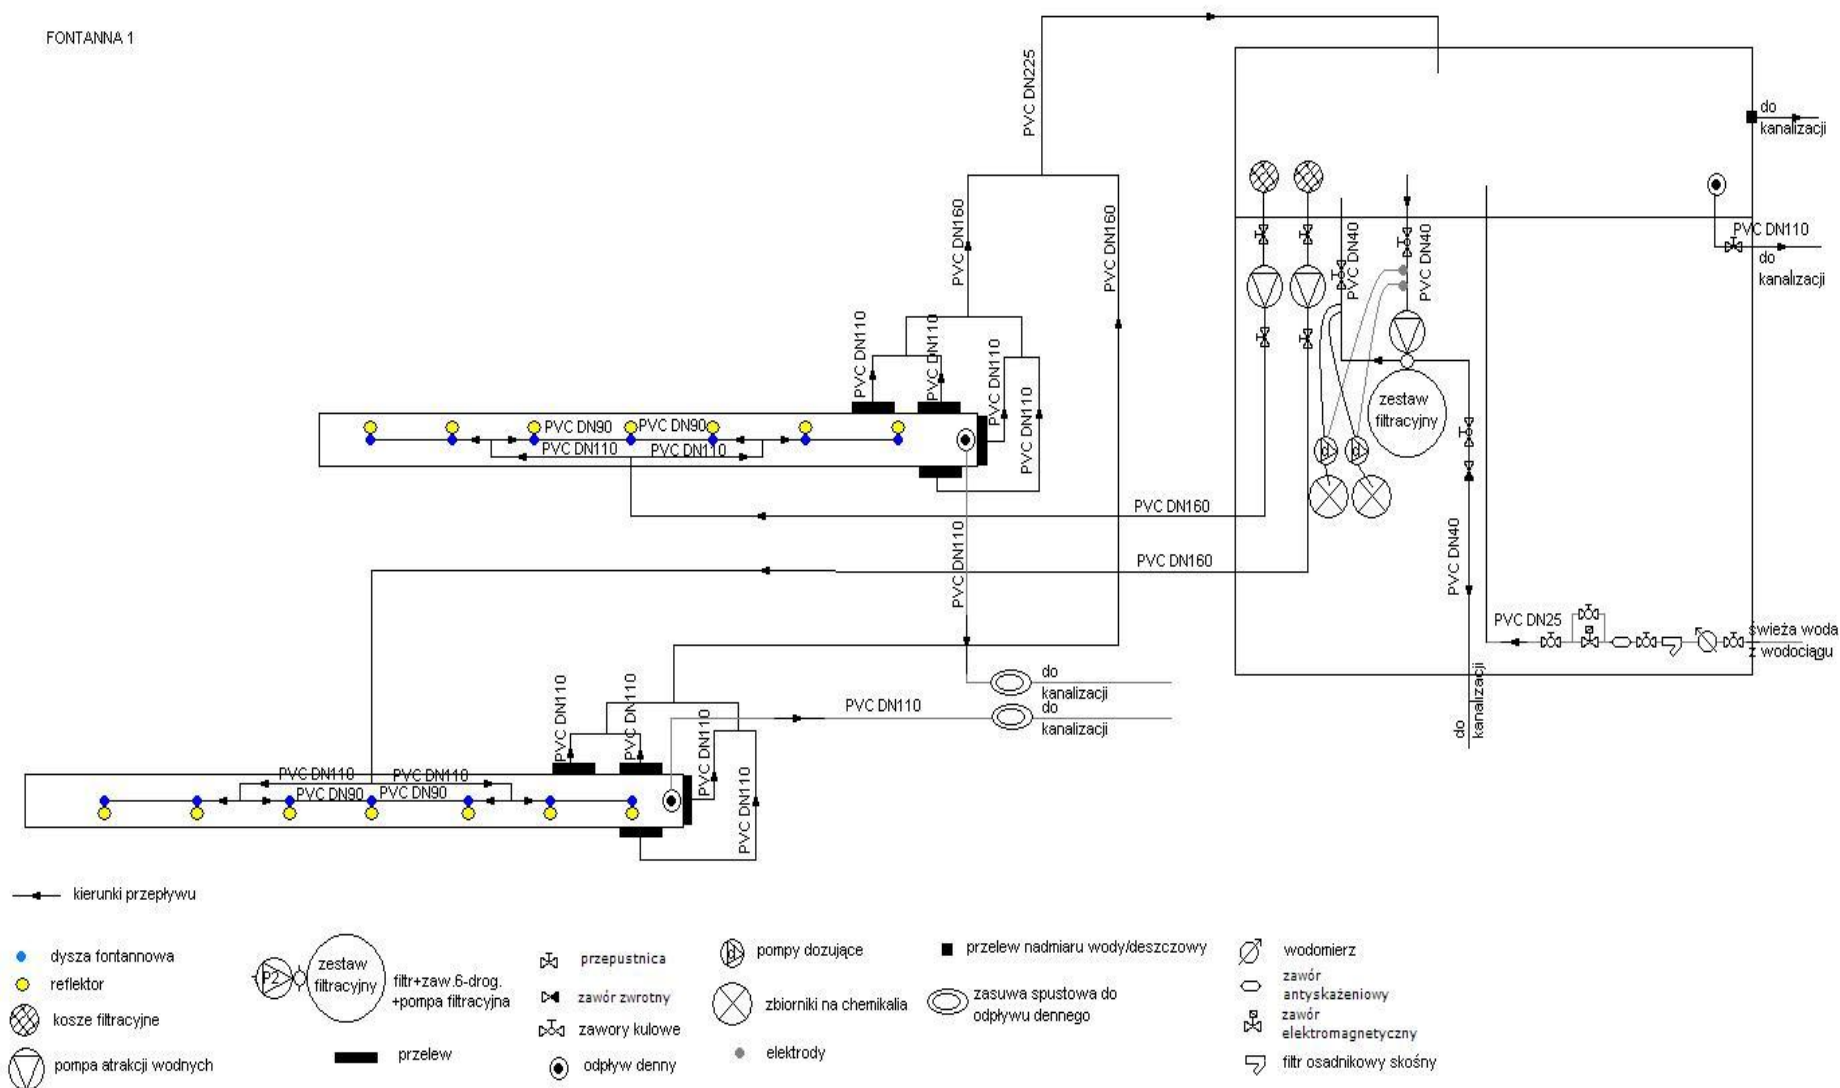 FONTANNA 1
PVC DN225
do
kanalizacji
PVC DN160
PVC DN160
PVC DN40
PVC DN40
PVC DN110
do
kanalizacji
PVC DN110
PVC DN110
PVC DN110
PVC DN110
PVC DN90
PVC DN90
PVC DN110
PVC DN110
zestaw
filtracyjny
PVC DN160
PVC DN110
PVC DN160
PVC DN40
PVC DN25
świeża woda
z wodociągu
do
kanalizacji
PVC DN110
do
kanalizacji
do
kanalizacji
PVC DN110
PVC DN110
PVC DN110
PVC DN110
PVC DN110
PVC DN110
PVC DN90
PVC DN90
kierunki przepływu
dysza fontannowa
reflektor
kosze filtracyjne
pompa atrakcji wodnych
P2
zestaw
filtracyjny
filtr+zaw.6-drog.
+pompa filtracyjna
przelew
przepustnica
zawór zwrotny
zawory kulowe
odpływ denny
pompy dozujące
zbiorniki na chemikalia
elektrody
przelew nadmiaru wody/deszczowy
zasuwa spustowa do
odpływu dennego
wodomierz
zawór
antyskażeniowy
zawór
elektromagnetyczny
filtr osadnikowy skośny